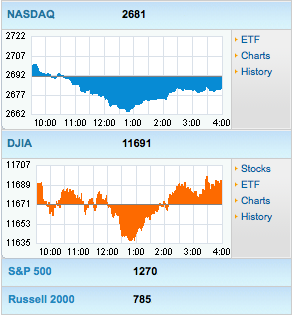 NASDAQ 2681
2722
2707
2692
2677
2662
10:00 11:00 12:00 1:00 2:00 3:00 4:00
ETF
Charts
History
DJIA 11691
11707
11689
11671
11653
11635
10:00 11:00 12:00 1:00 2:00 3:00 4:00
Stocks
ETF
Charts
History
S&P 500 1270
Russell 2000 785